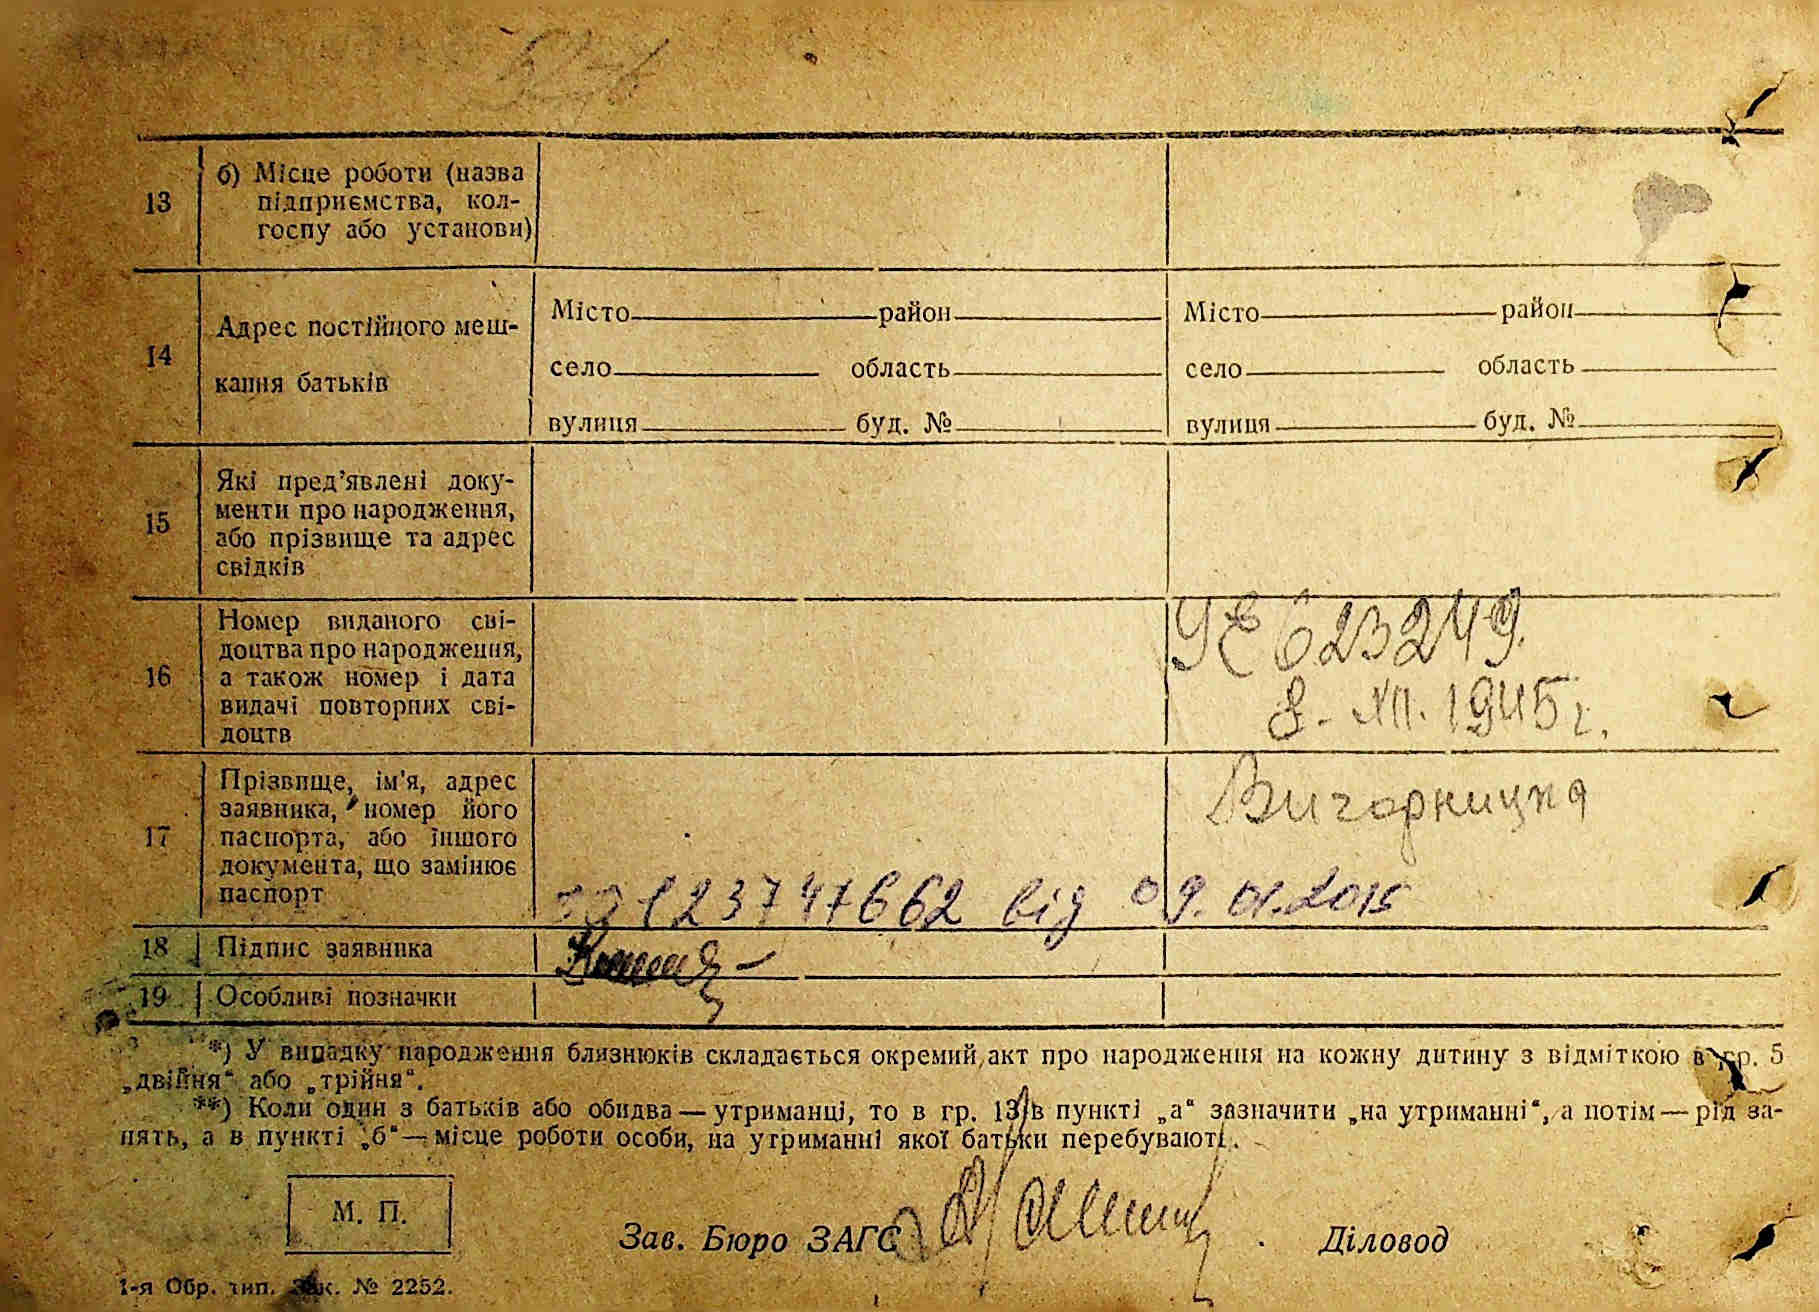 13
б) Місце роботи (назва
підприємства, кол-
госпу або установи)
14
Адрес постійного меш-
кання батьків
Місто район
село область
вулиця буд. №
Місто район
село область
вулиця буд. №
15
Які пред'явлені доку-
менти про народження,
або прізвище та адрес
свідків
16
Номер виданого сві-
доцтва про народження,
а також номер і дата
видачі повторних сві-
доцтв
УЕ 623249.
8 - XII. 1945 г.
17
Прізвище, ім'я, адрес
заявника, номер його
паспорта, або іншого
документа, що замінює
паспорт
Вигорницкя
від 09.01.2015
18
Підпис заявника
19
Особливі позначки
*) У випадку народження близнюків складається окремий акт про народження на кожну дитину з відміткою в гр. 5
„двійня“ або „трійня“.
**) Коли один з батьків або обидва — утриманці, то в гр. 13 в пункті „а“ зазначити „на утриманні“, а потім — рід за-
нять, а в пункті „б“ — місце роботи особи, на утриманні якої батьки перебувають.
М. П.
Зав. Бюро ЗАГС
Діловод
1-я Обр. тип. Зак. № 2252.